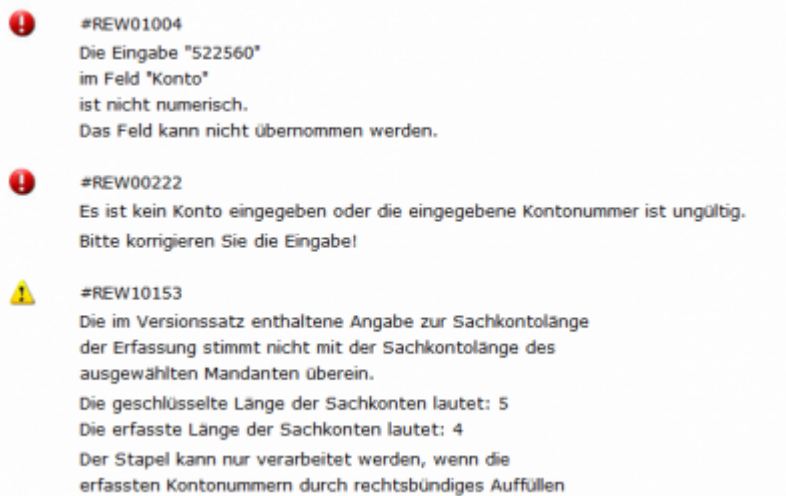 #REW01004
Die Eingabe "522560"
im Feld "Konto"
ist nicht numerisch.
Das Feld kann nicht übernommen werden.
#REW00222
Es ist kein Konto eingegeben oder die eingegebene Kontonummer ist ungültig.
Bitte korrigieren Sie die Eingabe!
#REW10153
Die im Versionssatz enthaltene Angabe zur Sachkontolänge
der Erfassung stimmt nicht mit der Sachkontolänge des
ausgewählten Mandanten überein.
Die geschlüsselte Länge der Sachkonten lautet: 5
Die erfasste Länge der Sachkonten lautet: 4
Der Stapel kann nur verarbeitet werden, wenn die
erfassten Kontonummern durch rechtsbündiges Auffüllen